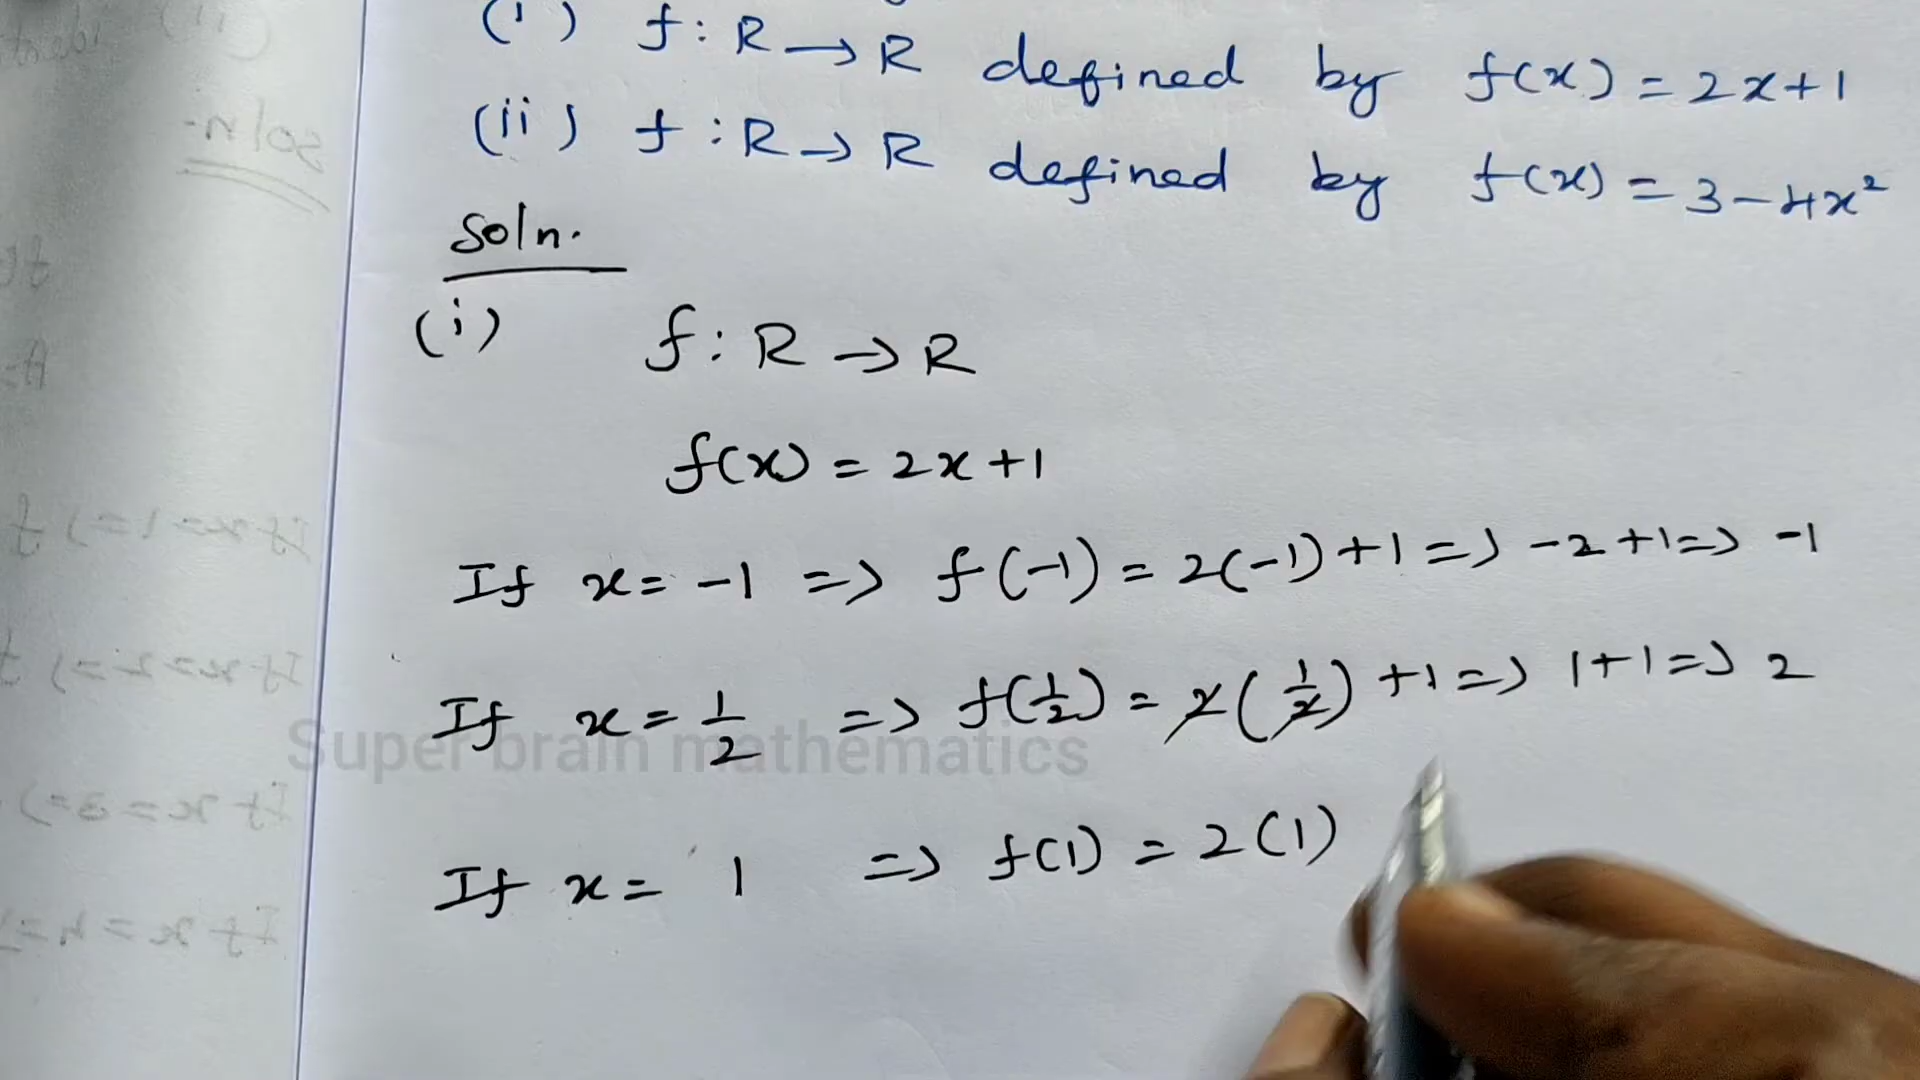 (i) f : R → R defined by f(x) = 2x+1
(ii) f : R → R defined by f(x) = 3-4x²
Soln.
(i) f : R → R
f(x) = 2x+1
If x = -1 => f(-1) = 2(-1)+1 => -2+1 => -1
If x = 1/2 => f(1/2) = 2(1/2)+1 => 1+1 => 2
Super brain mathematics
If x = 1 => f(1) = 2(1)